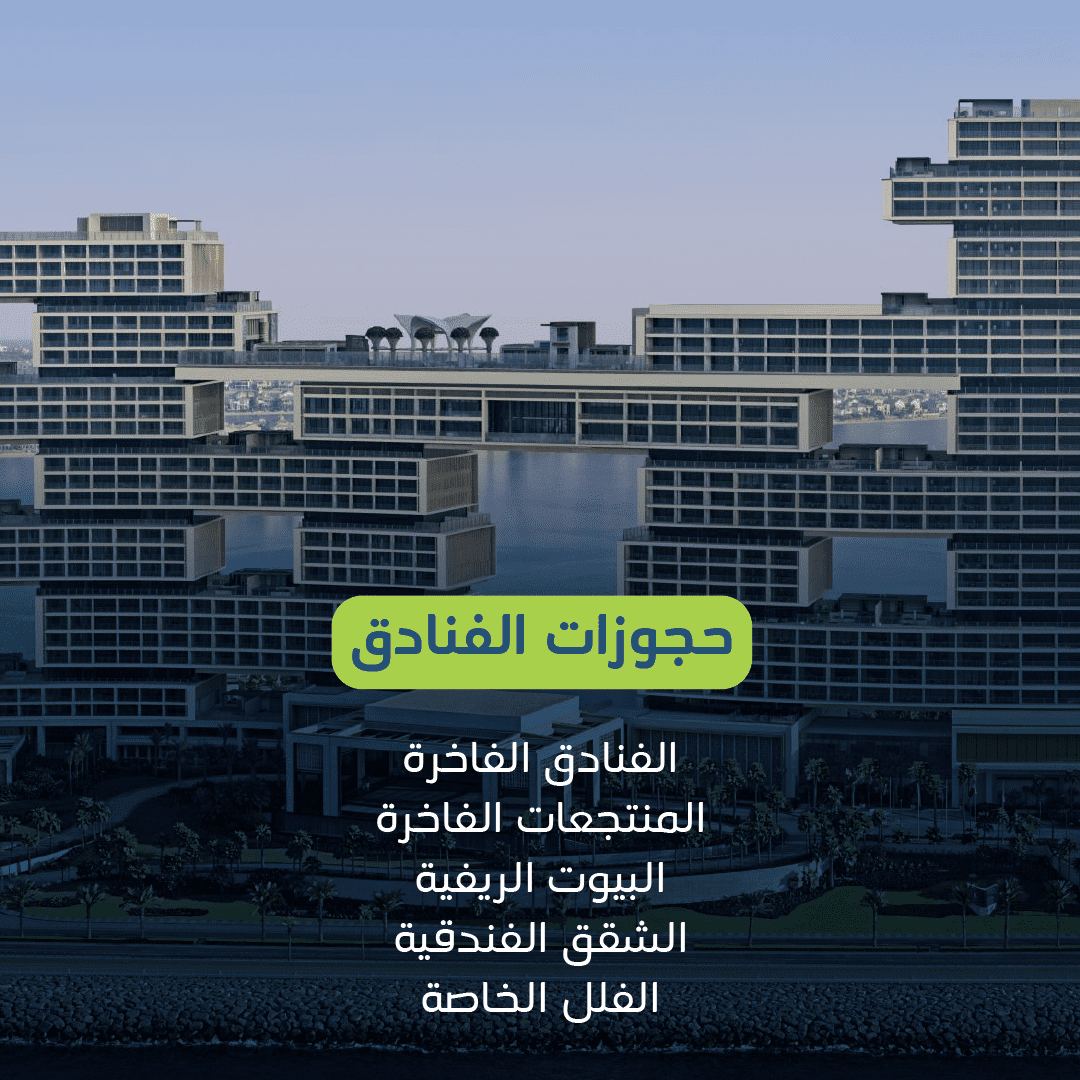 حجوزات الفنادق
الفنادق الفاخرة
المنتجعات الفاخرة
البيوت الريفية
الشقق الفندقية
الفلل الخاصة